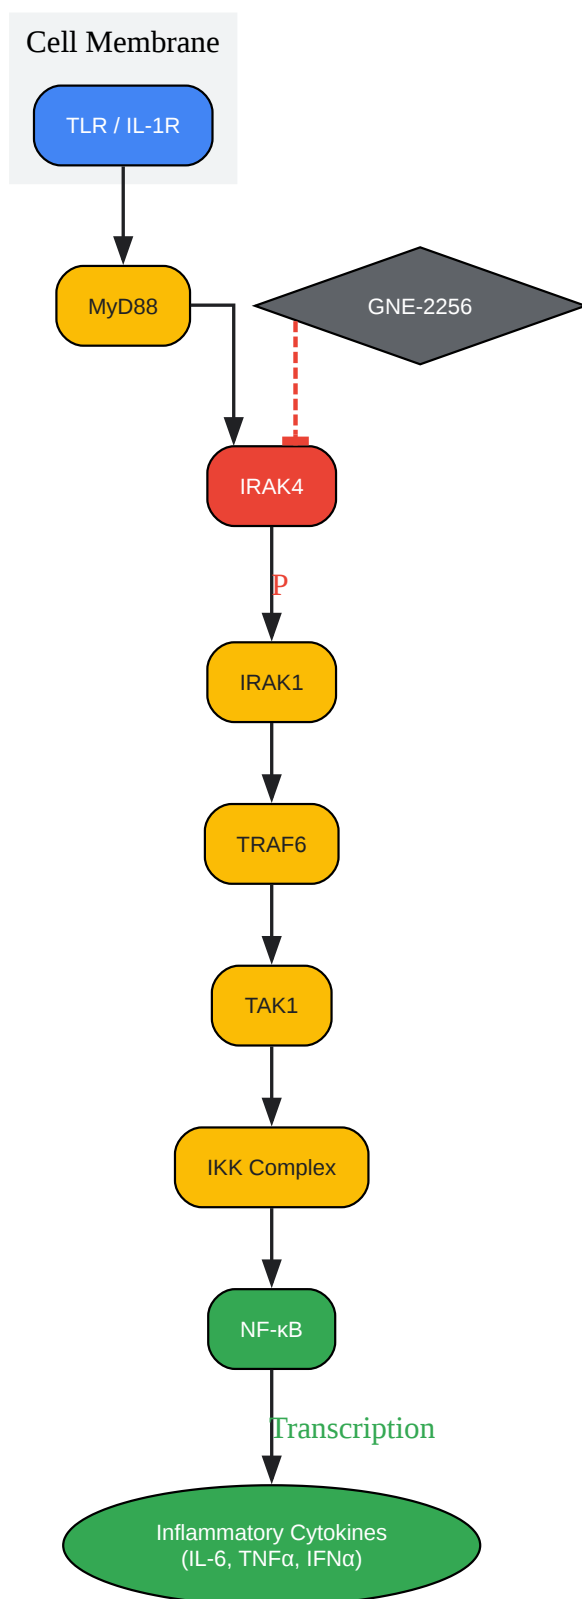 Cell Membrane
TLR / IL-1R
MyD88
GNE-2256
IRAK4
P
IRAK1
TRAF6
TAK1
IKK Complex
NF-κB
Transcription
Inflammatory Cytokines
(IL-6, TNFα, IFNα)